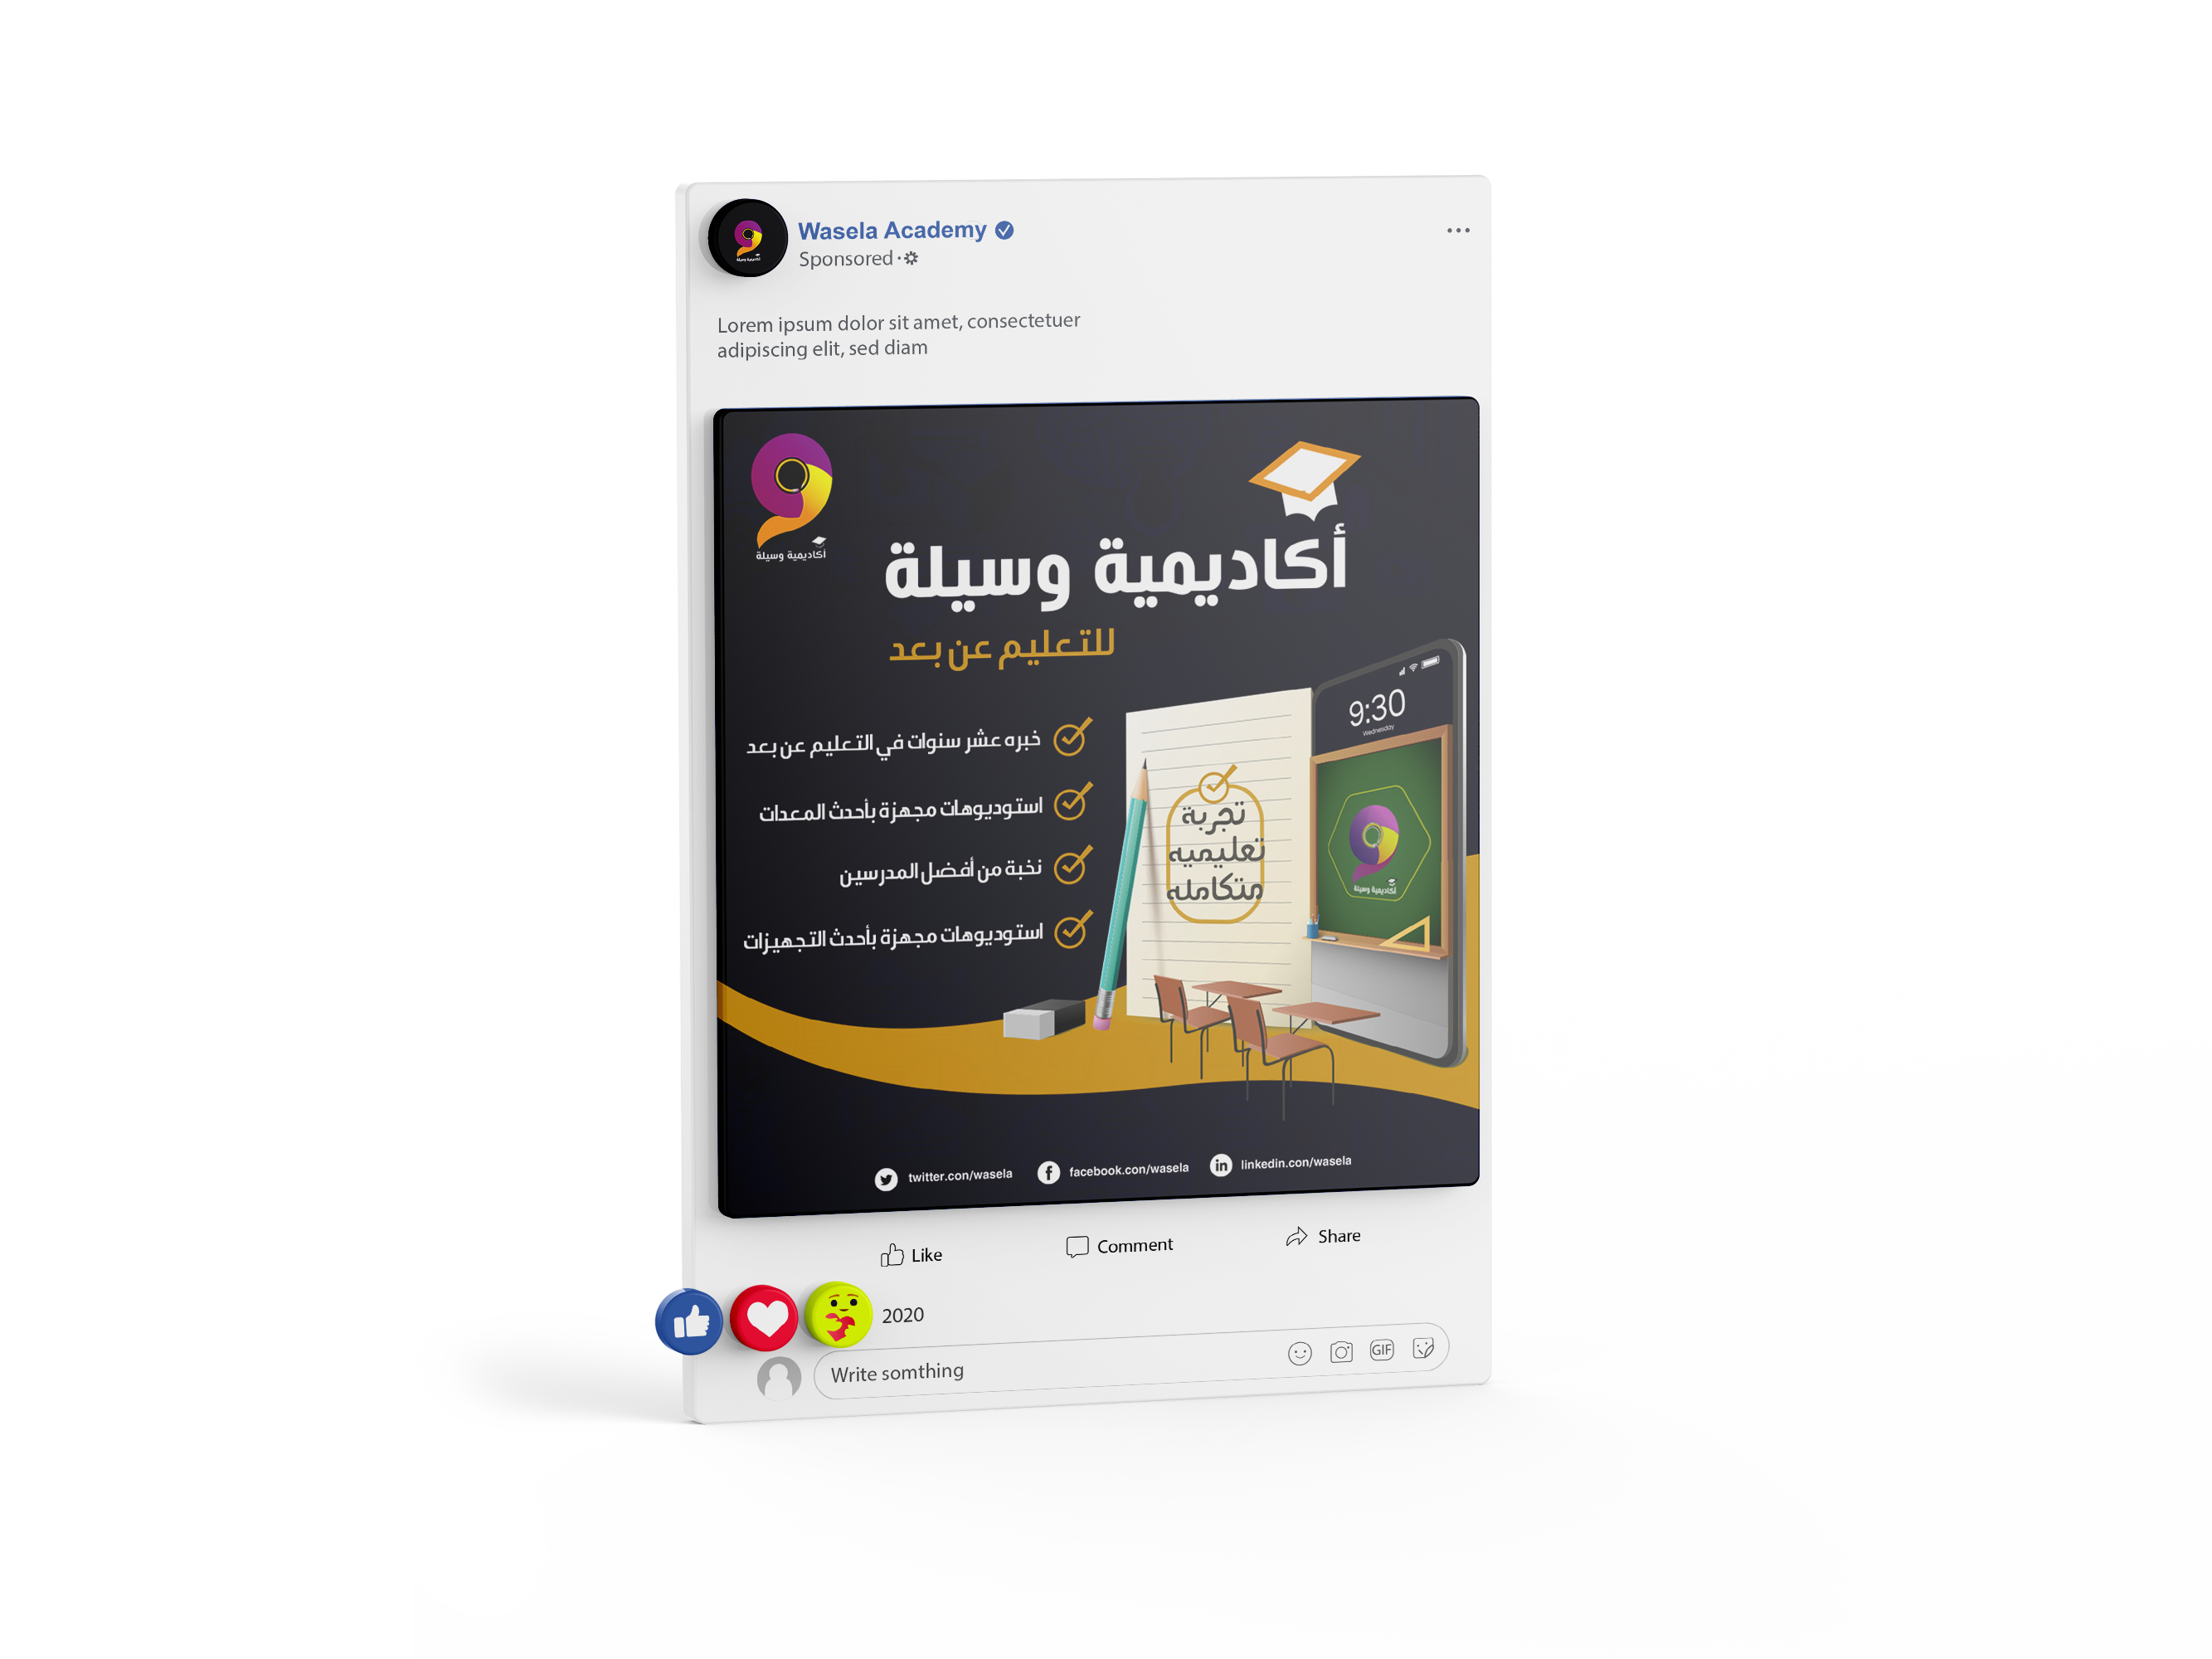 Wasela Academy
Sponsored
Lorem ipsum dolor sit amet, consectetuer
adipiscing elit, sed diam
أكاديمية وسيلة
أكاديمية وسيلة
للتعليم عن بعد
خبره عشر سنوات في التعليم عن بعد
استوديوهات مجهزة بأحدث المعدات
نخبة من أفضل المدرسين
استوديوهات مجهزة بأحدث التجهيزات
تجربة
تعليميه
متكامله
9:30
Wednesday
أكاديمية وسيلة
twitter.con/wasela facebook.con/wasela linkedin.con/wasela
Like Comment Share
2020
Write somthing GIF